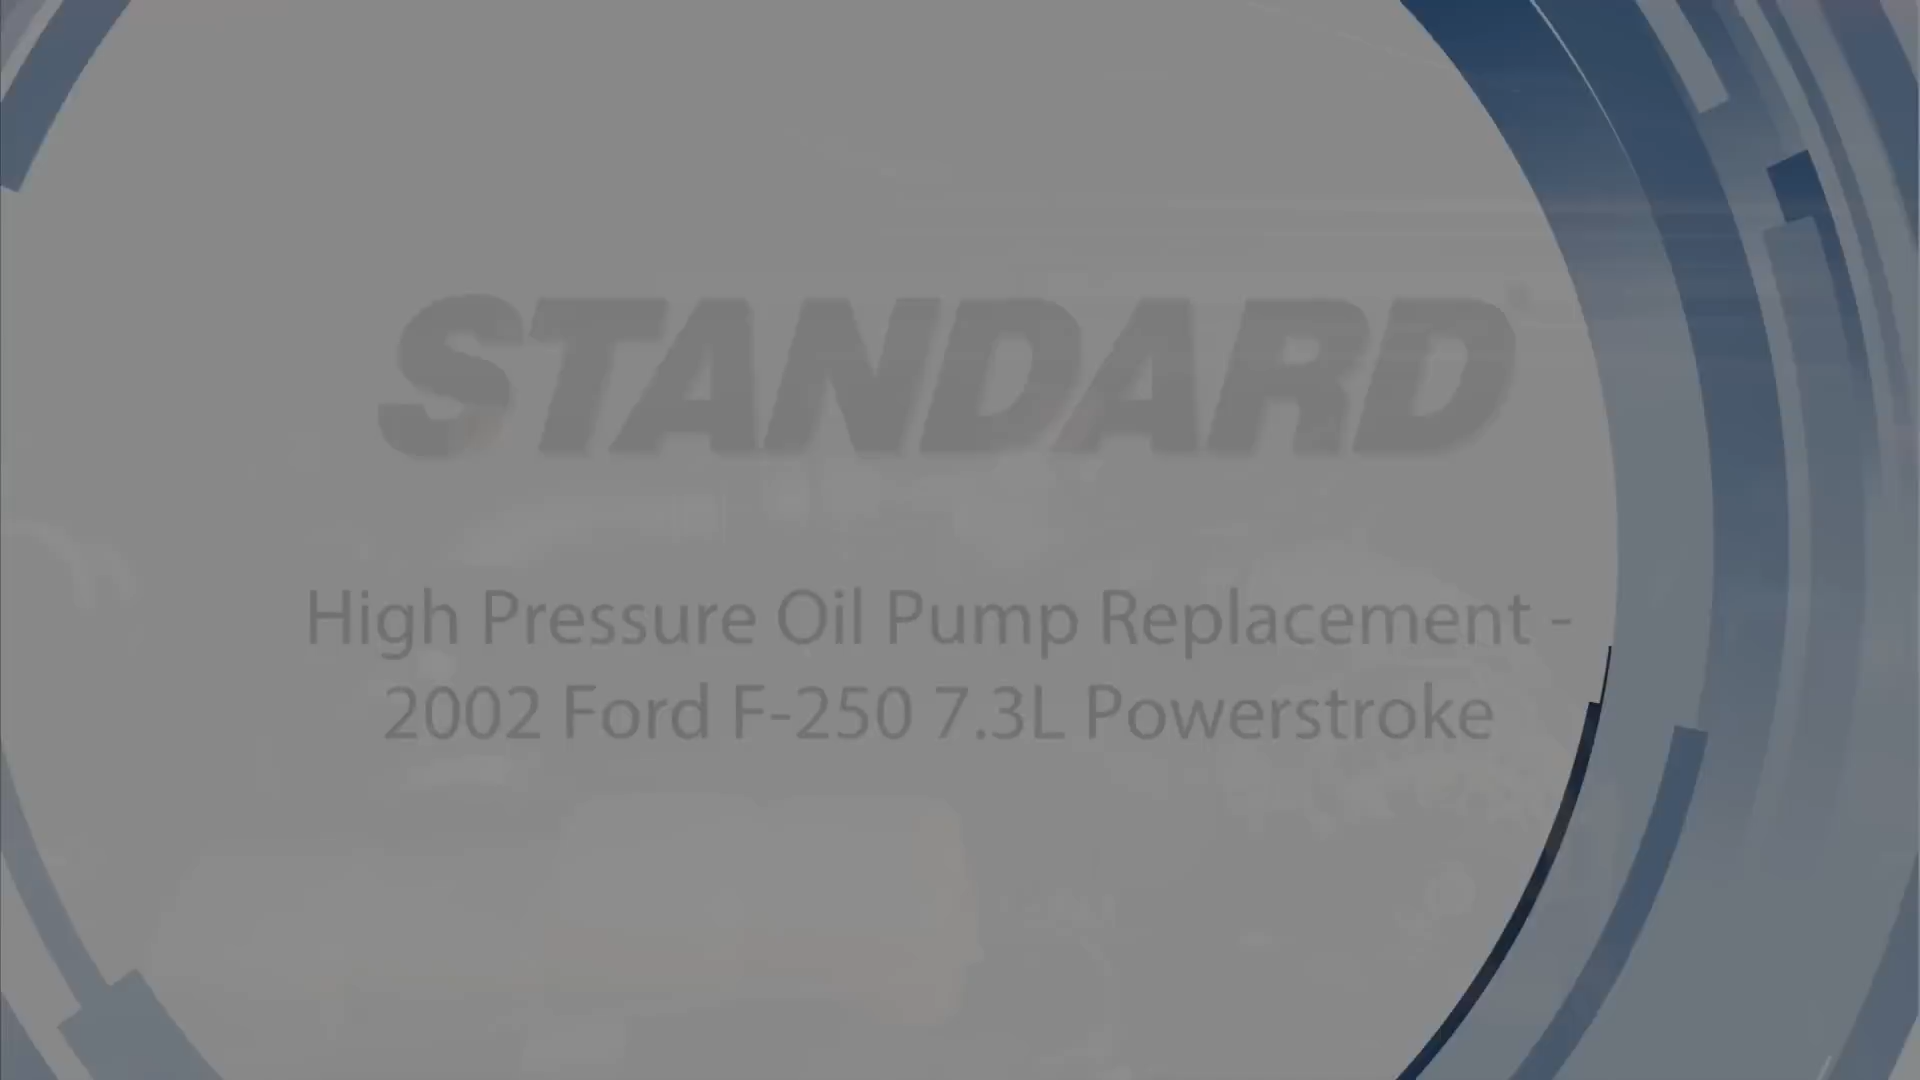 STANDARD
High Pressure Oil Pump Replacement -
2002 Ford F-250 7.3L Powerstroke